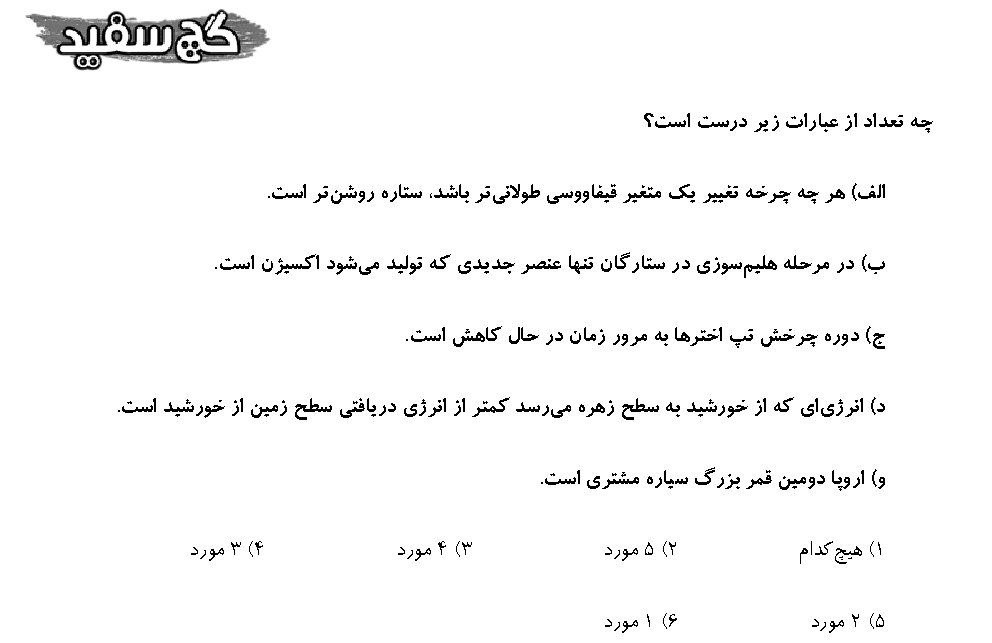 گچ سفید
چه تعداد از عبارات زیر درست است؟
الف) هر چه چرخه تغییر یک متغیر قیفاووسی طولانی‌تر باشد، ستاره روشن‌تر است.
ب) در مرحله هلیم‌سوزی در ستارگان تنها عنصر جدیدی که تولید می‌شود اکسیژن است.
ج) دوره چرخش تپ اخترها به مرور زمان در حال کاهش است.
د) انرژی‌ای که از خورشید به سطح زهره می‌رسد کمتر از انرژی دریافتی سطح زمین از خورشید است.
و) اروپا دومین قمر بزرگ سیاره مشتری است.
۱) هیچ‌کدام ۲) ۵ مورد ۳) ۴ مورد ۴) ۳ مورد
۵) ۲ مورد ۶) ۱ مورد